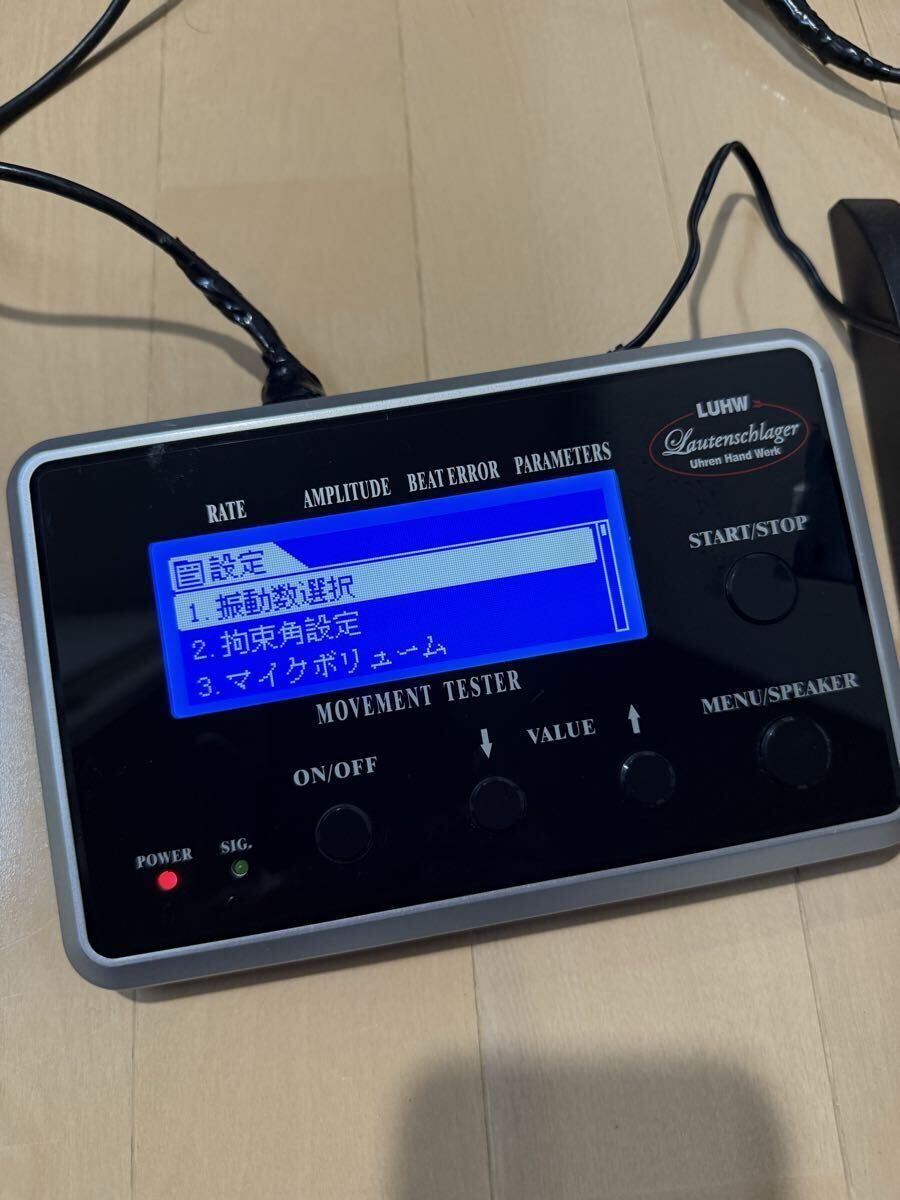 LUHW
Lautenschlager
Uhren Hand Werk
RATE
AMPLITUDE
BEAT ERROR
PARAMETERS
設定
1.振動数選択
2.拘束角設定
3.マイクボリューム
START/STOP
MOVEMENT TESTER
MENU/SPEAKER
VALUE
ON/OFF
POWER
SIG.